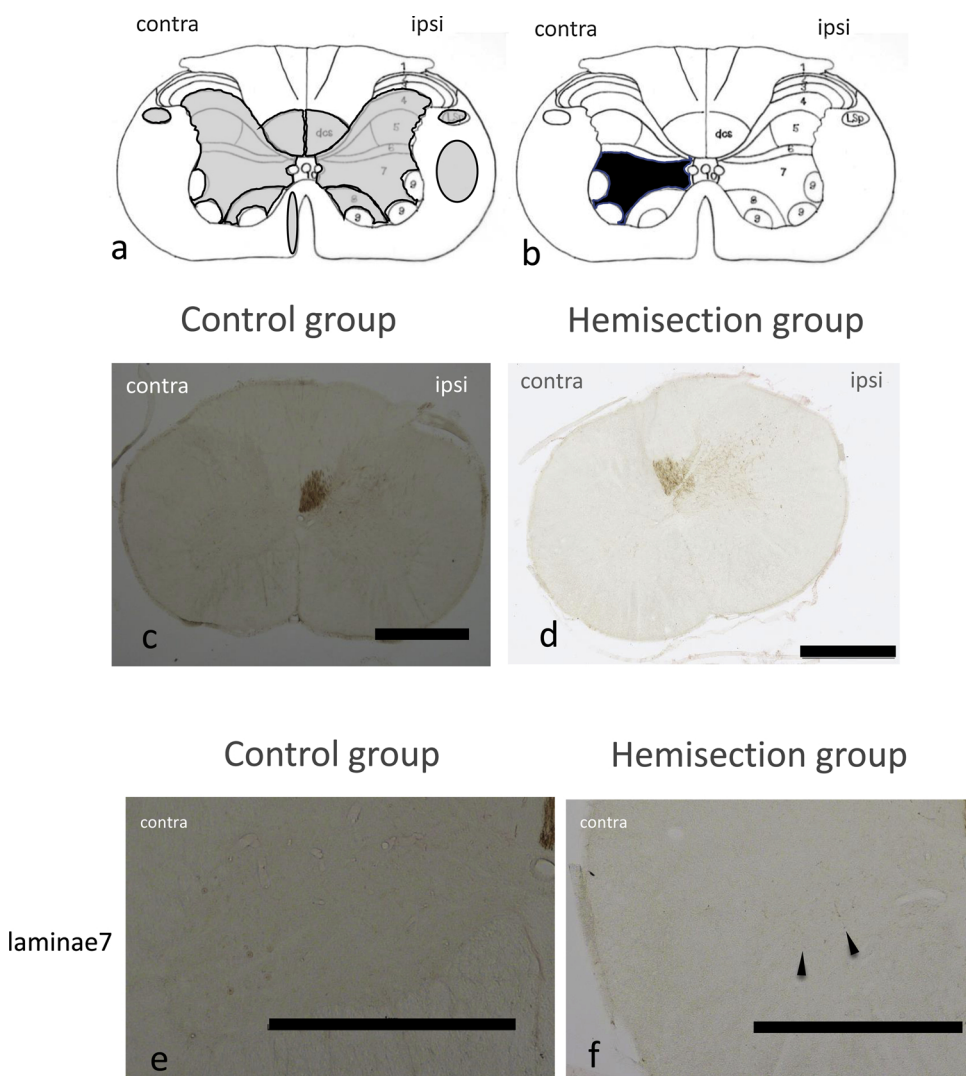 contra
ipsi
contra
ipsi
1
2
3
4
5
6
7
8
9
9
9
dcs
1
2
3
4
5
6
7
8
9
9
9
dcs
LSp
a
b
Control group
Hemisection group
contra
ipsi
contra
ipsi
c
d
Control group
Hemisection group
contra
contra
laminae7
e
f